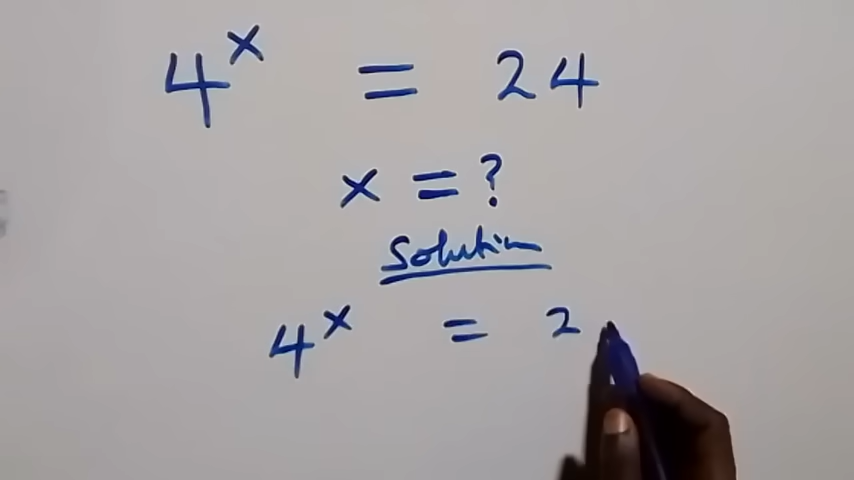 4^x = 24
x = ?
Solution
4^x = 2